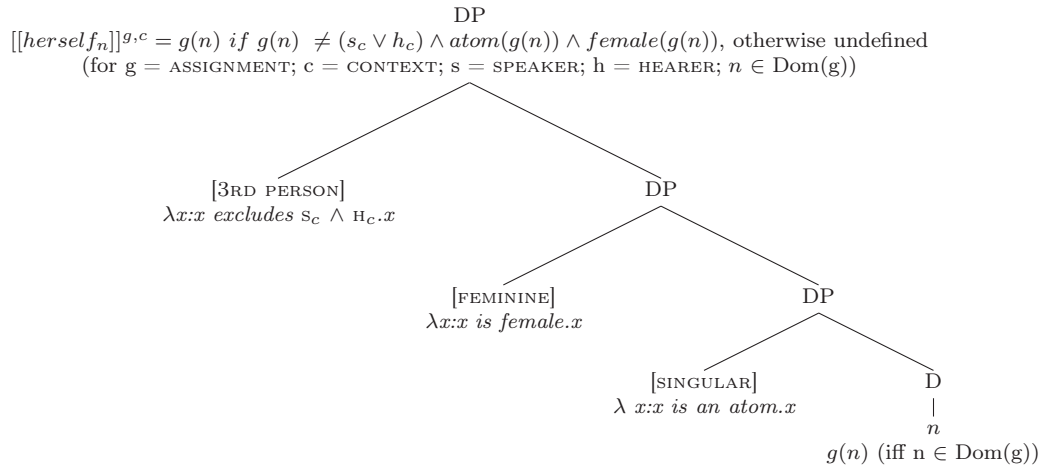 DP
[[herself_n]]^{g,c} = g(n) if g(n) ≠ (s_c ∨ h_c) ∧ atom(g(n)) ∧ female(g(n)), otherwise undefined
(for g = ASSIGNMENT; c = CONTEXT; s = SPEAKER; h = HEARER; n ∈ Dom(g))
[3RD PERSON]
λx:x excludes S_c ∧ H_c.x
DP
[FEMININE]
λx:x is female.x
DP
[SINGULAR]
λ x:x is an atom.x
D
n
g(n) (iff n ∈ Dom(g))